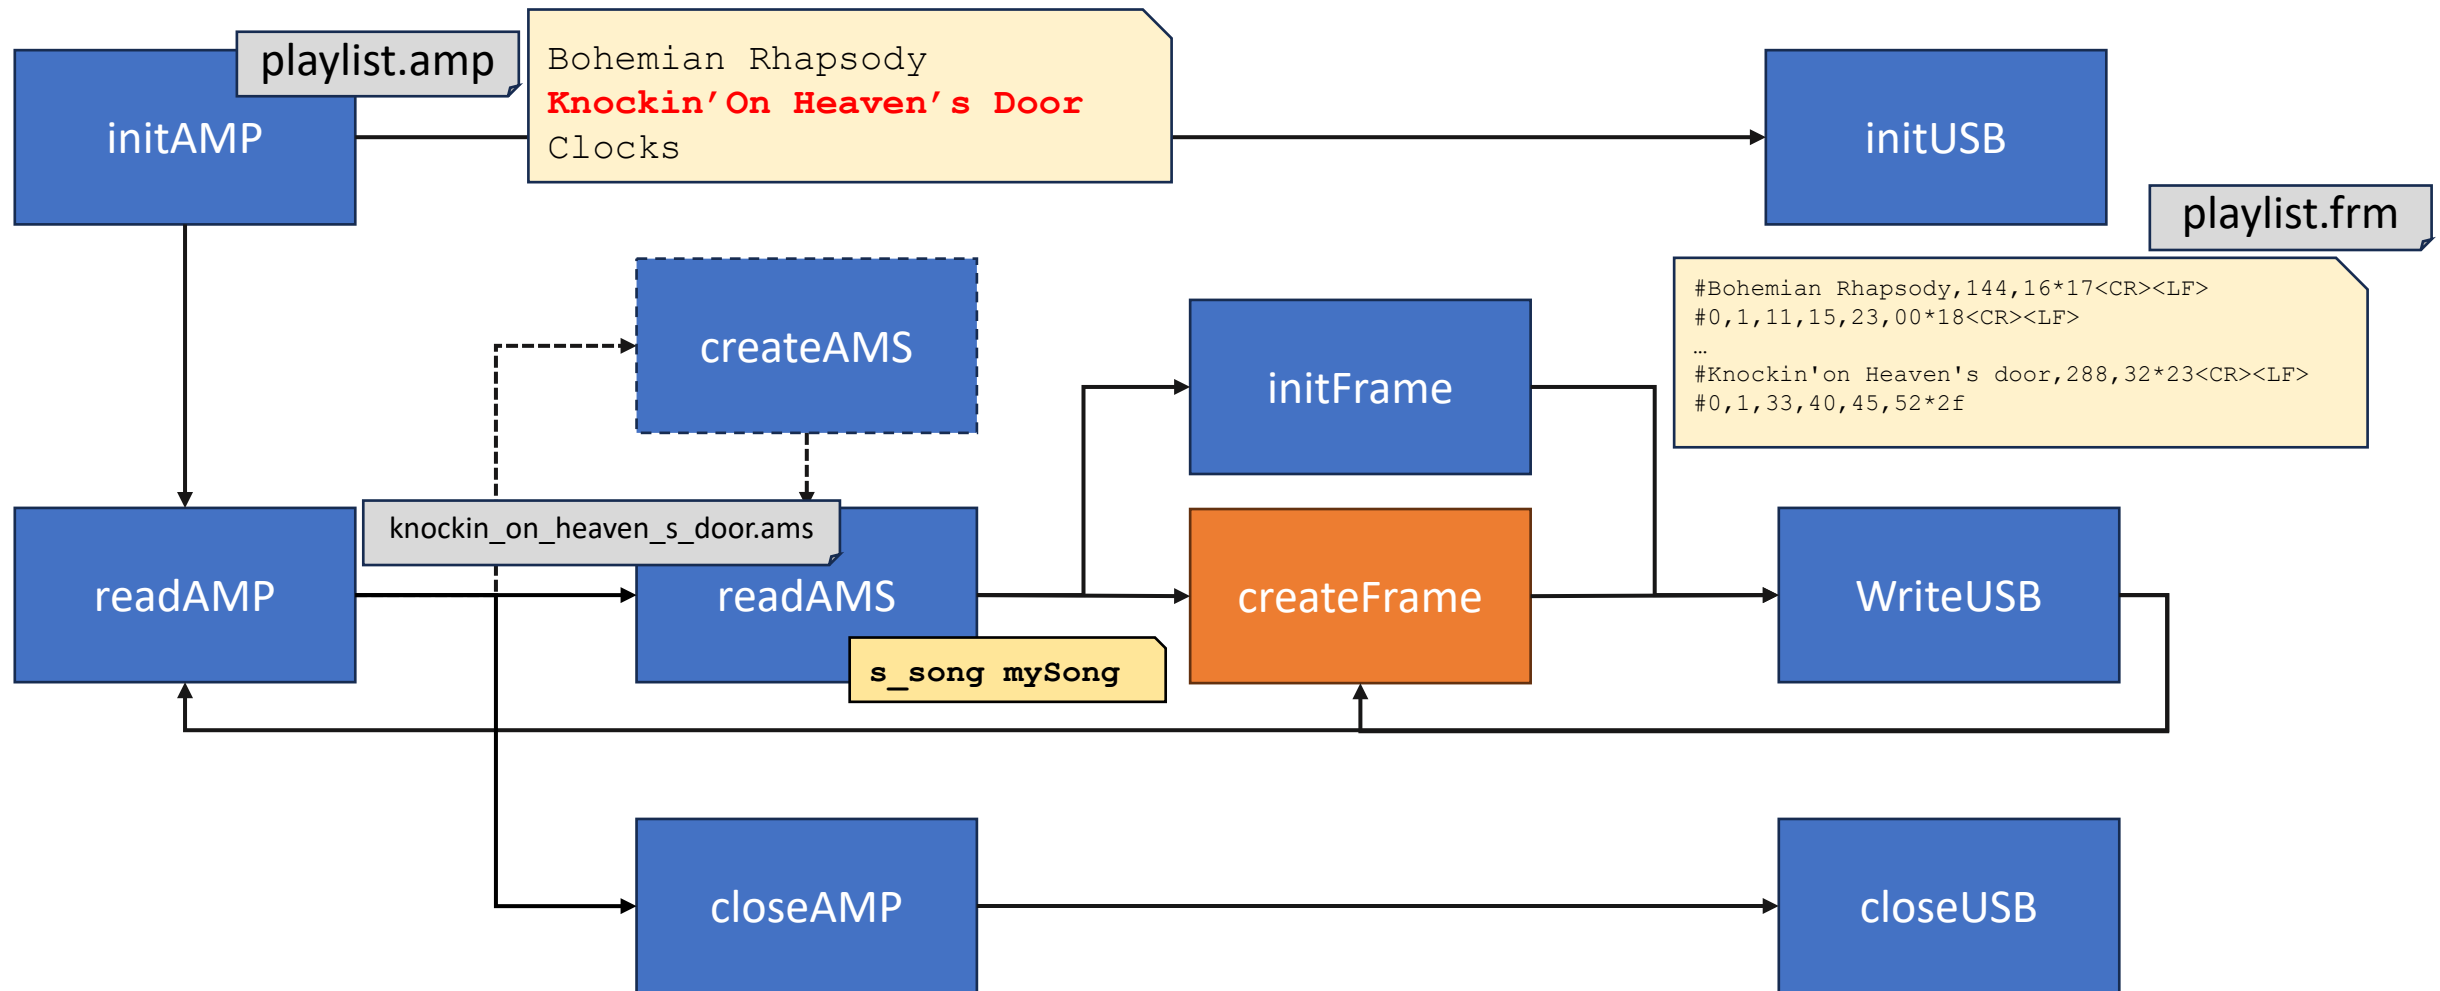 playlist.amp
initAMP
Bohemian Rhapsody
Knockin’On Heaven’s Door
Clocks
initUSB
playlist.frm
#Bohemian Rhapsody,144,16*17<CR><LF>
#0,1,11,15,23,00*18<CR><LF>
…
#Knockin'on Heaven's door,288,32*23<CR><LF>
#0,1,33,40,45,52*2f
createAMS
initFrame
knockin_on_heaven_s_door.ams
readAMP
readAMS
createFrame
WriteUSB
s_song mySong
closeAMP
closeUSB